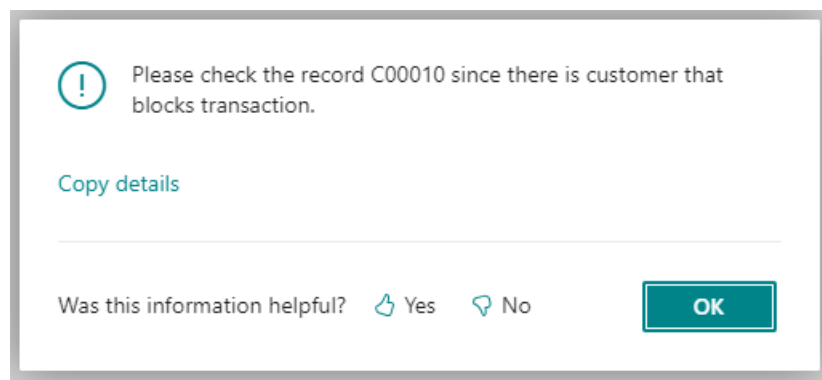 Please check the record C00010 since there is customer that
blocks transaction.
Copy details
Was this information helpful? Yes No
OK